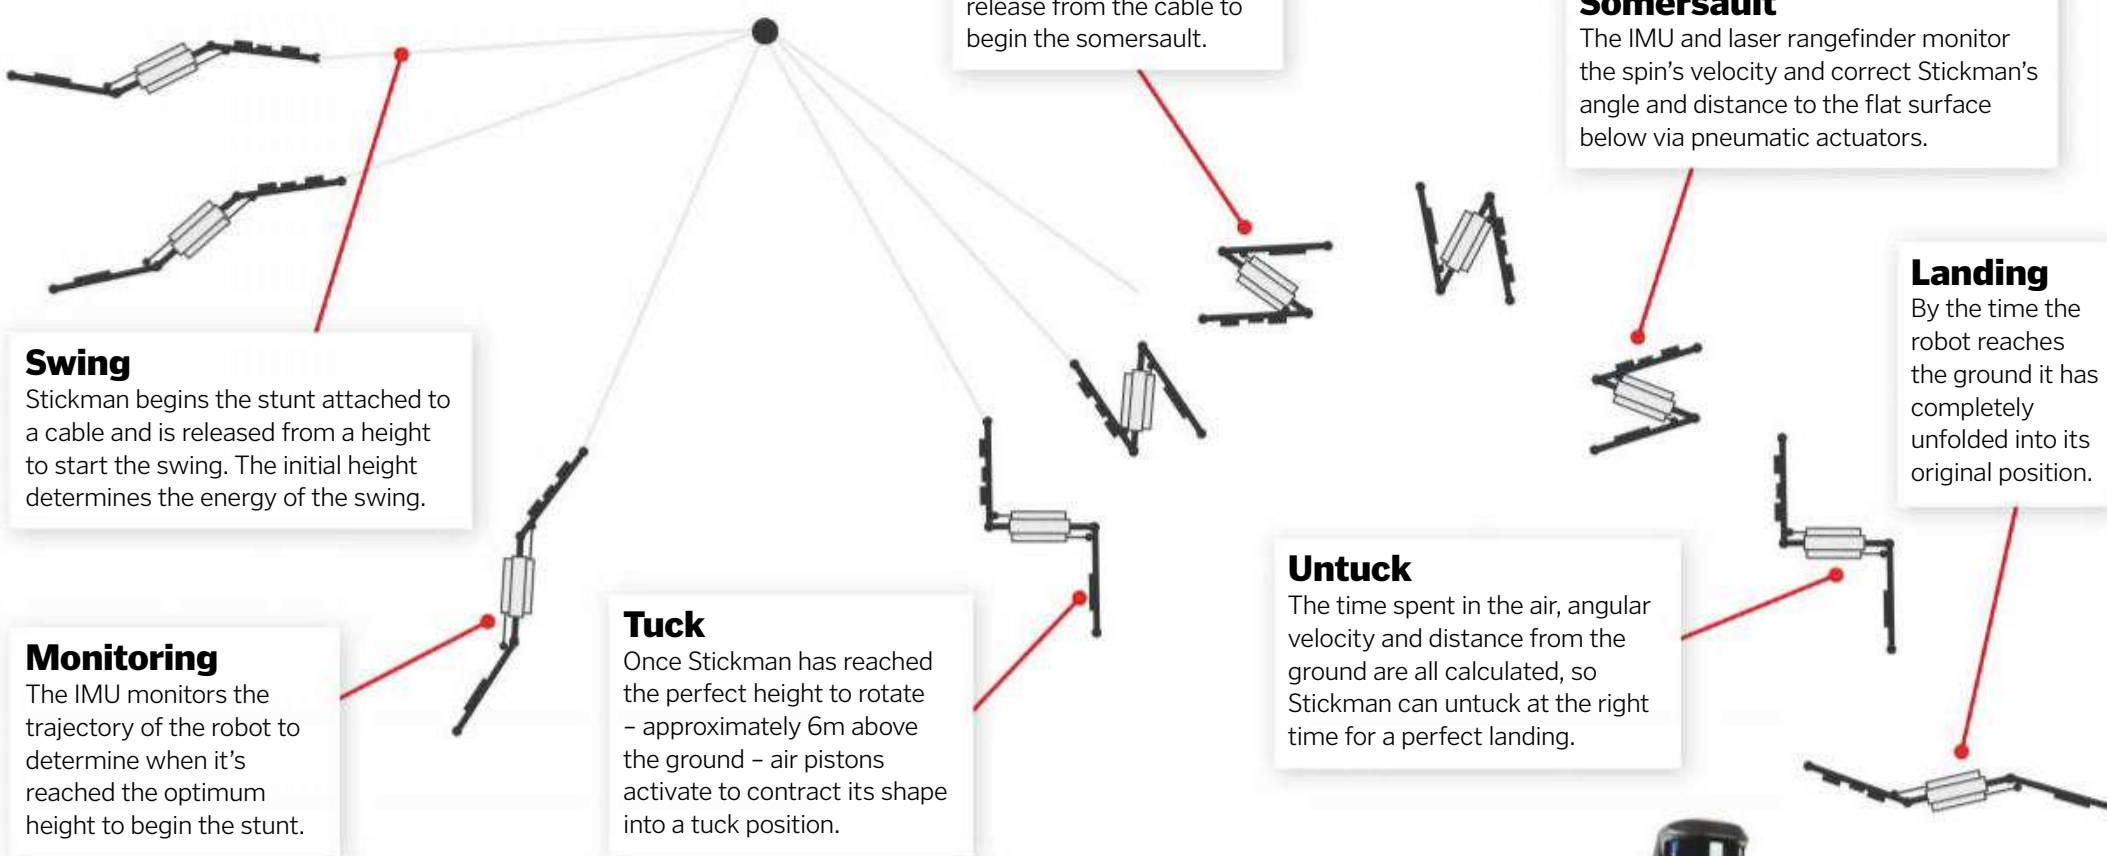 release from the cable to
begin the somersault.
Somersault
The IMU and laser rangefinder monitor
the spin's velocity and correct Stickman's
angle and distance to the flat surface
below via pneumatic actuators.
Swing
Stickman begins the stunt attached to
a cable and is released from a height
to start the swing. The initial height
determines the energy of the swing.
Landing
By the time the
robot reaches
the ground it has
completely
unfolded into its
original position.
Monitoring
The IMU monitors the
trajectory of the robot to
determine when it's
reached the optimum
height to begin the stunt.
Tuck
Once Stickman has reached
the perfect height to rotate
– approximately 6m above
the ground – air pistons
activate to contract its shape
into a tuck position.
Untuck
The time spent in the air, angular
velocity and distance from the
ground are all calculated, so
Stickman can untuck at the right
time for a perfect landing.